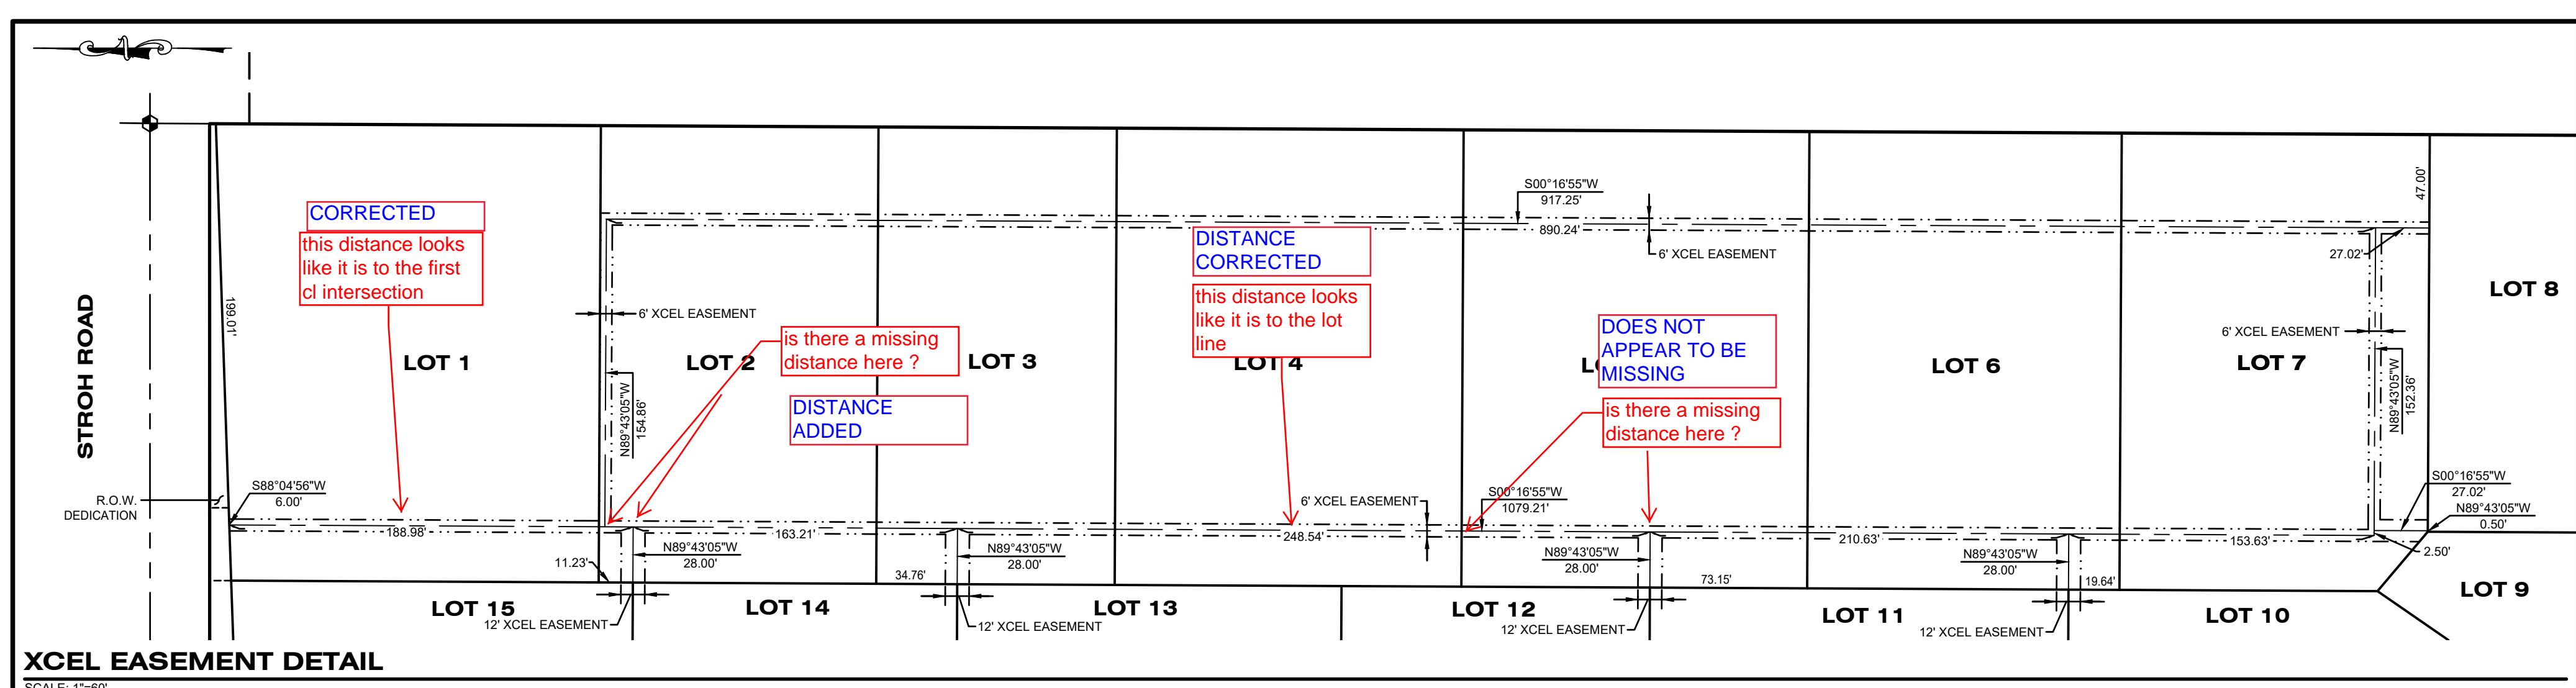 S00°16'55"W
917.25'
47.00'
CORRECTED
this distance looks
like it is to the first
cl intersection
DISTANCE
CORRECTED
this distance looks
like it is to the lot
line
890.24'
6' XCEL EASEMENT
27.02'
LOT 8
STROH ROAD
199.01'
6' XCEL EASEMENT
is there a missing
distance here ?
DISTANCE
ADDED
DOES NOT
APPEAR TO BE
MISSING
is there a missing
distance here ?
6' XCEL EASEMENT
LOT 1
LOT 2
LOT 3
LOT 4
LOT 6
LOT 7
N89°43'05"W
154.86'
N89°43'05"W
152.36'
R.O.W.
DEDICATION
S88°04'56"W
6.00'
6' XCEL EASEMENT
S00°16'55"W
1079.21'
S00°16'55"W
27.02'
N89°43'05"W
0.50'
188.98'
163.21'
248.54'
210.63'
153.63'
2.50'
11.23'
N89°43'05"W
28.00'
34.76'
N89°43'05"W
28.00'
N89°43'05"W
28.00'
73.15'
N89°43'05"W
28.00'
19.64'
LOT 15
LOT 14
LOT 13
LOT 12
LOT 11
LOT 10
LOT 9
12' XCEL EASEMENT
12' XCEL EASEMENT
12' XCEL EASEMENT
12' XCEL EASEMENT
XCEL EASEMENT DETAIL
SCALE: 1"=60'